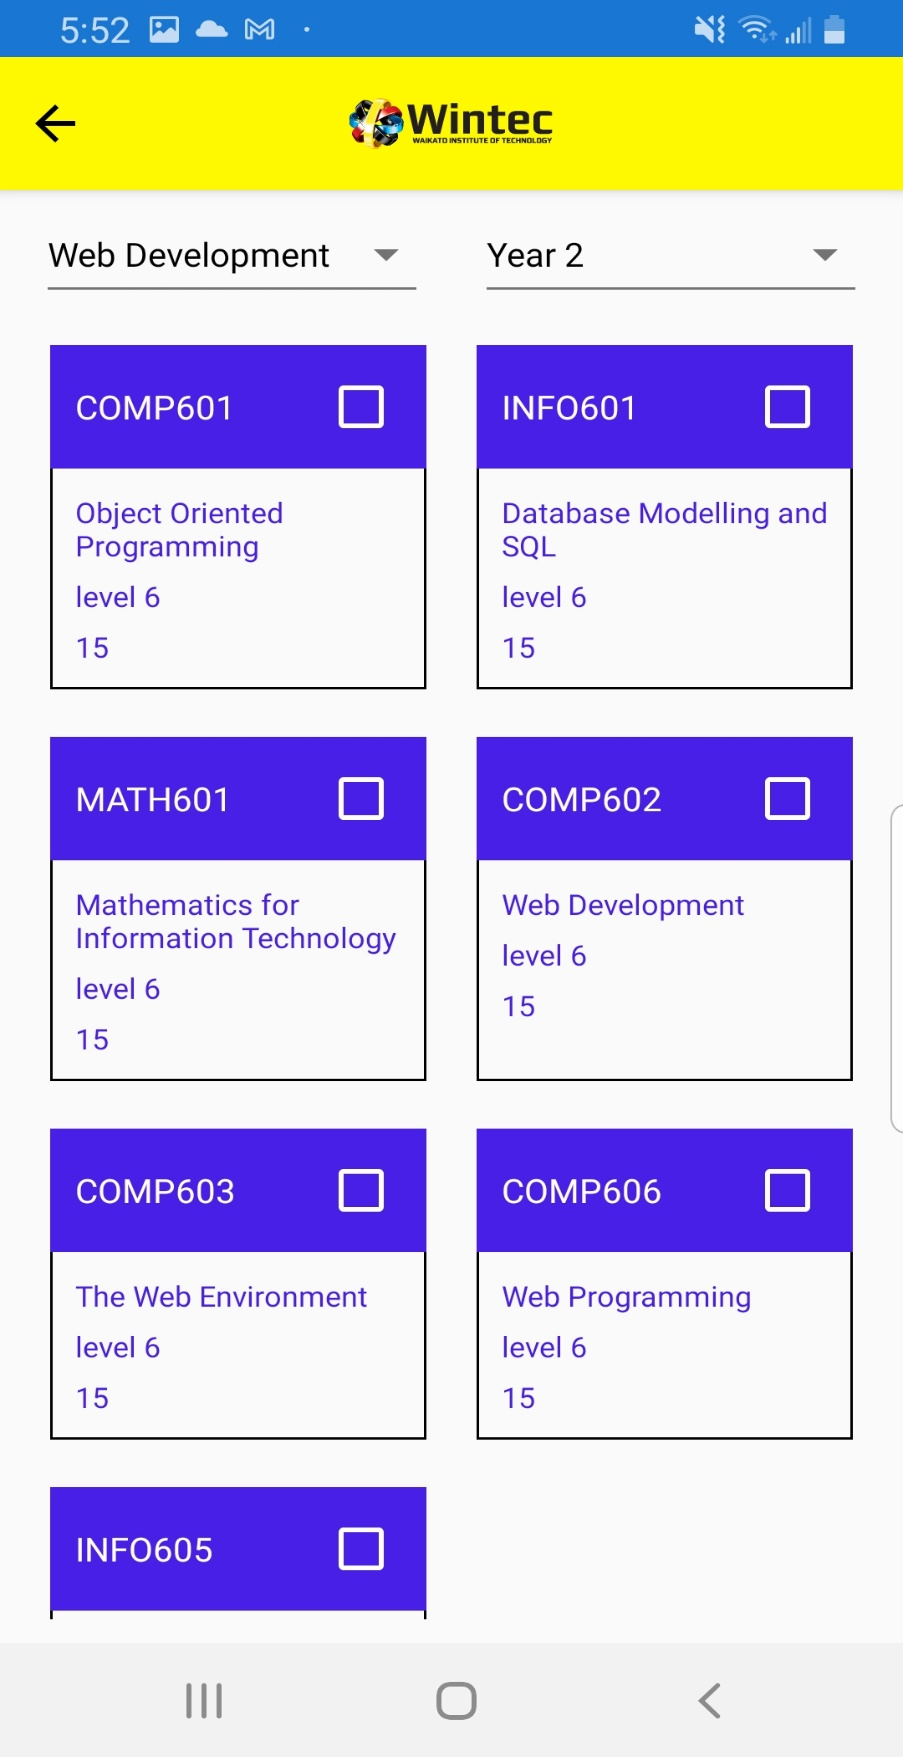 5:52
Wintec
WAIKATO INSTITUTE OF TECHNOLOGY
Web Development
Year 2
COMP601
Object Oriented
Programming
level 6
15
INFO601
Database Modelling and
SQL
level 6
15
MATH601
Mathematics for
Information Technology
level 6
15
COMP602
Web Development
level 6
15
COMP603
The Web Environment
level 6
15
COMP606
Web Programming
level 6
15
INFO605